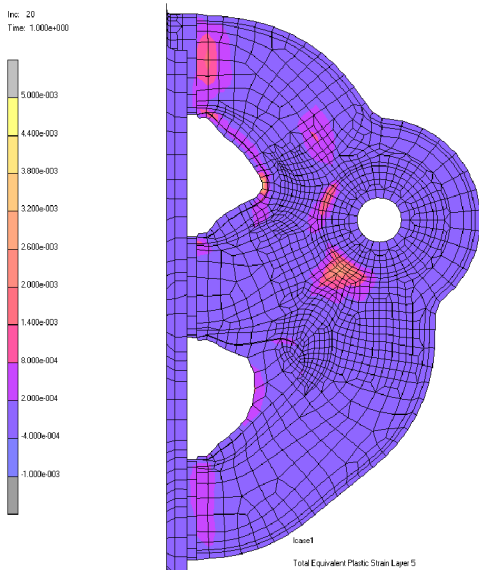 Inc: 20
Time: 1.000e+000
5.000e-003
4.400e-003
3.800e-003
3.200e-003
2.600e-003
2.000e-003
1.400e-003
8.000e-004
2.000e-004
-4.000e-004
-1.000e-003
lcase1
Total Equivalent Plastic Strain Layer 5